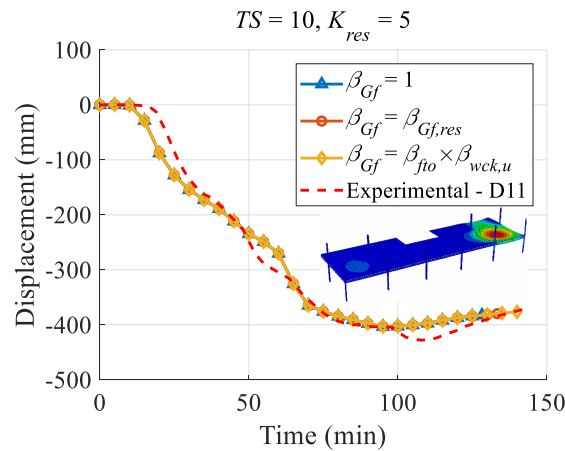 TS = 10, K_res = 5
100
0
-100
-200
-300
-400
-500
0
50
100
150
Displacement (mm)
Time (min)
β_Gf = 1
β_Gf = β_Gf,res
β_Gf = β_fto × β_wck,u
Experimental - D11